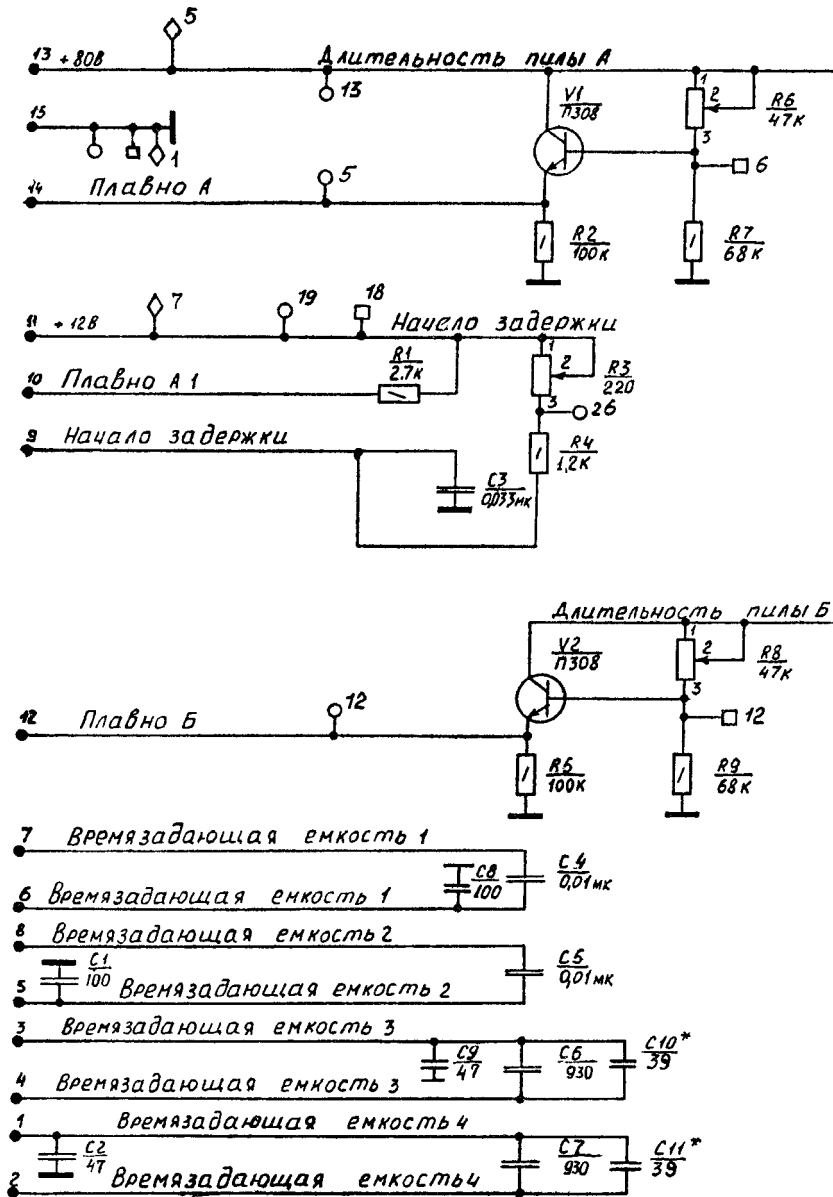 5
13 +80В Длительность пилы А
13
V1
П308
1
2
3
R6
47К
15
1
6
5
14 Плавно А
R2
100К
R7
68К
7
19
18
11 +12В Начало задержки
R1
2.7К
1
2
3
R3
220
10 Плавно А 1
26
9 Начало задержки
R4
1,2К
C3
0,033мк
Длительность пилы Б
V2
П308
1
2
3
R8
47К
12
12
12 Плавно Б
R5
100К
R9
68К
7 Времязадающая емкость 1
C8
100
C4
0,01мк
6 Времязадающая емкость 1
8 Времязадающая емкость 2
C1
100
C5
0,01мк
5 Времязадающая емкость 2
3 Времязадающая емкость 3
C9
47
C6
930
C10*
39
4 Времязадающая емкость 3
1 Времязадающая емкость 4
C2
47
C7
930
C11*
39
2 Времязадающая емкость 4